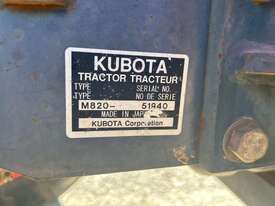 KUBOTA
TRACTOR TRACTEUR
TYPE SERIAL NO.
TYPE NO DE SERIE
M820- 51840
MADE IN JAPAN
KUBOTA Corporation